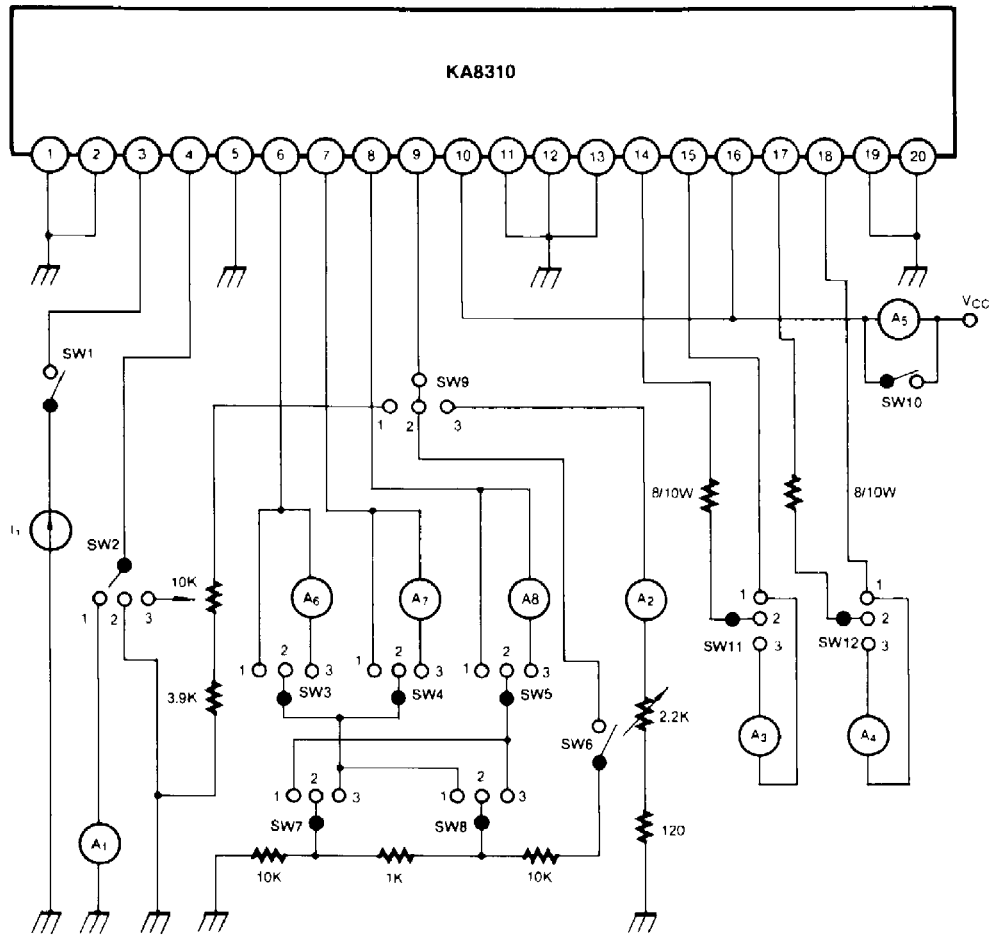 KA8310
1 2 3 4 5 6 7 8 9 10 11 12 13 14 15 16 17 18 19 20
VCC
A5
SW1
SW9
SW10
1 2 3
8/10W
8/10W
I1
SW2
10K
1 2 3
A6
A7
A8
A2
1
2
3
SW11
1
2
3
SW12
1 2 3
SW3
1 2 3
SW4
1 2 3
SW5
3.9K
SW6
2.2K
A3
A4
1 2 3
SW7
1 2 3
SW8
A1
10K
1K
10K
120